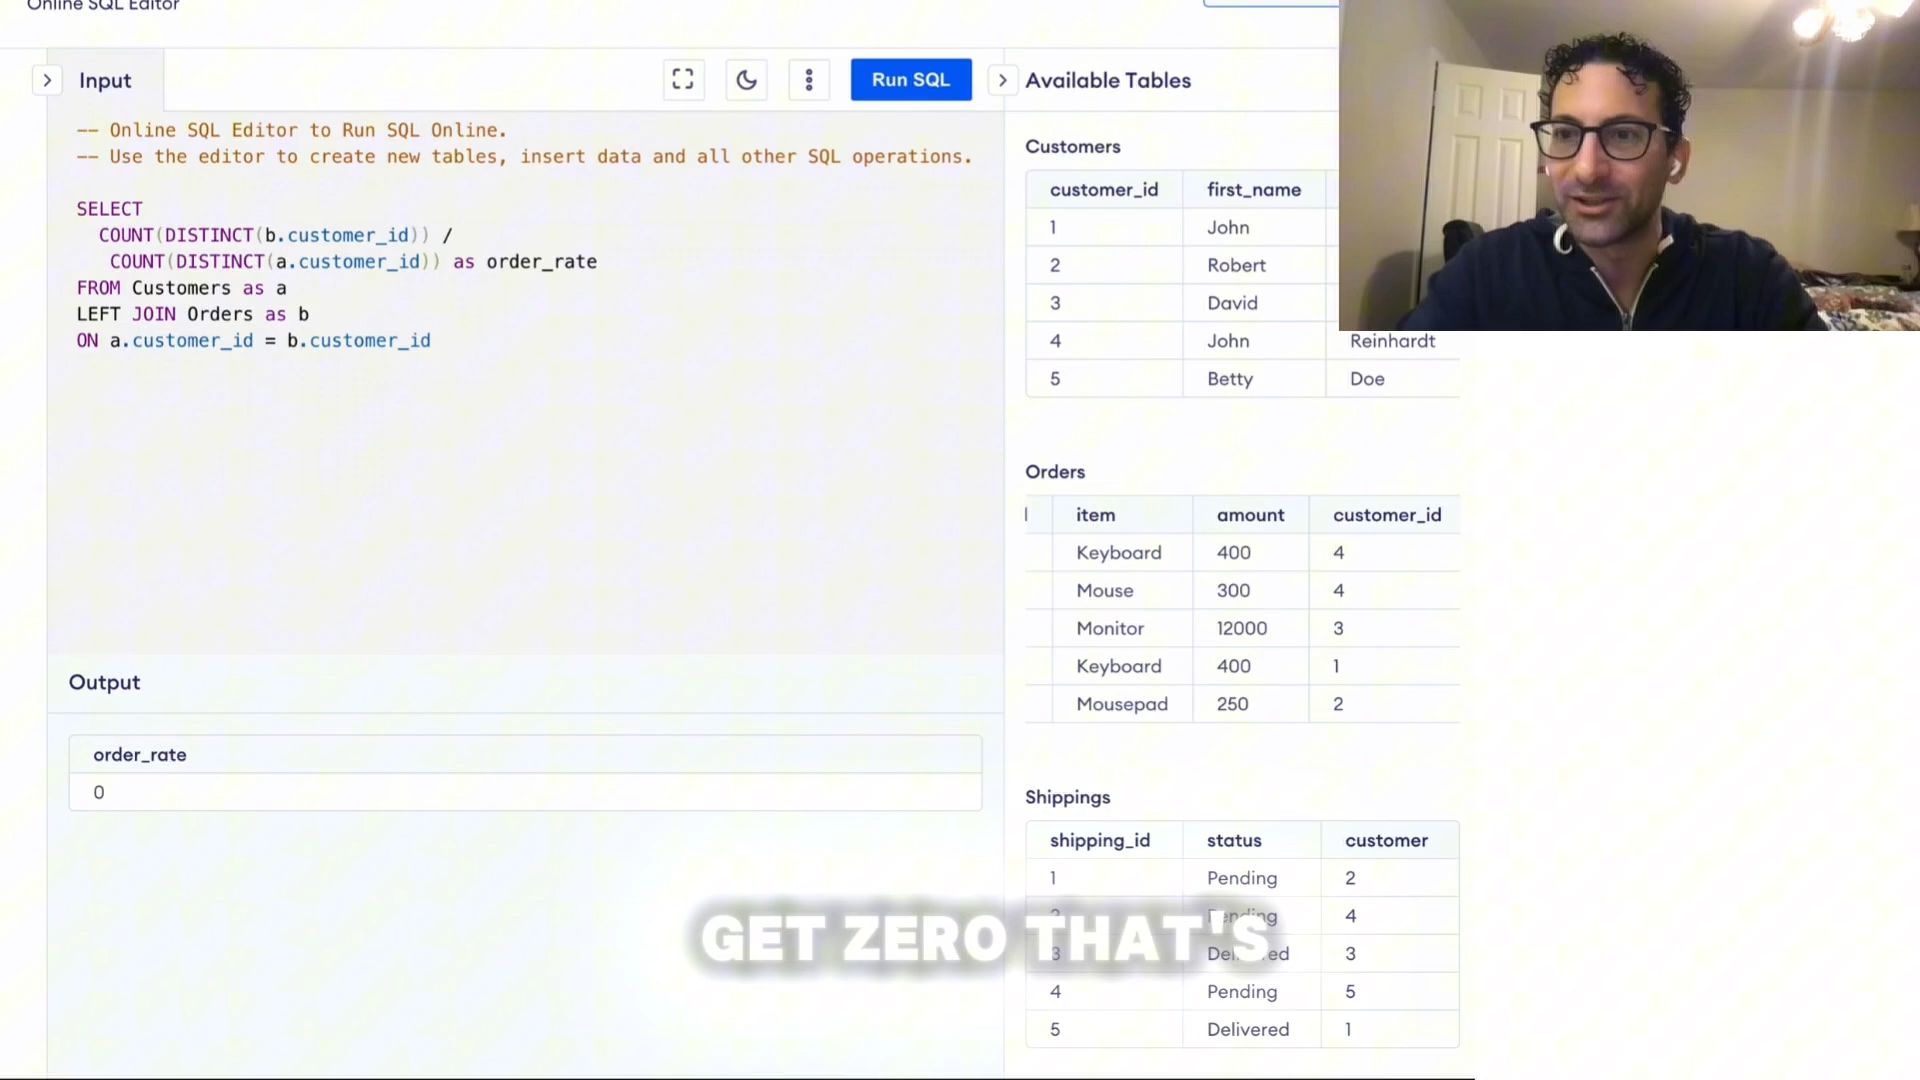 Online SQL Editor
Input
Run SQL
Available Tables
-- Online SQL Editor to Run SQL Online.
-- Use the editor to create new tables, insert data and all other SQL operations.
SELECT
COUNT(DISTINCT(b.customer_id)) /
COUNT(DISTINCT(a.customer_id)) as order_rate
FROM Customers as a
LEFT JOIN Orders as b
ON a.customer_id = b.customer_id
Output
order_rate
0
Customers
customer_id first_name
1 John
2 Robert
3 David
4 John Reinhardt
5 Betty Doe
Orders
item amount customer_id
Keyboard 400 4
Mouse 300 4
Monitor 12000 3
Keyboard 400 1
Mousepad 250 2
Shippings
shipping_id status customer
1 Pending 2
2 Pending 4
3 Delivered 3
4 Pending 5
5 Delivered 1
GET ZERO THAT'S